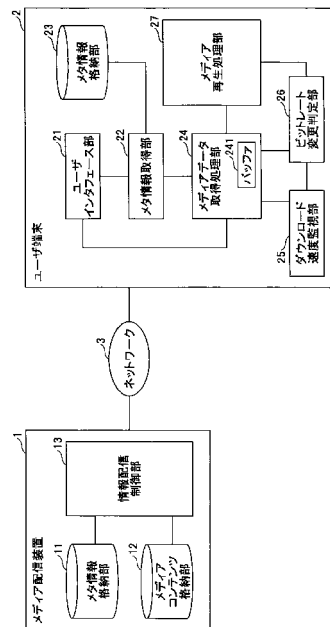 メディア配信装置
1
11
メタ情報
格納部
12
メディア
コンテンツ
格納部
13
情報配信
制御部
3
ネットワーク
ユーザ端末
2
21
ユーザ
インタフェース部
22
メタ情報取得部
23
メタ情報
格納部
24
メディアデータ
取得処理部
241
バッファ
25
ダウンロード
速度監視部
26
ビットレート
変更判定部
27
メディア
再生処理部